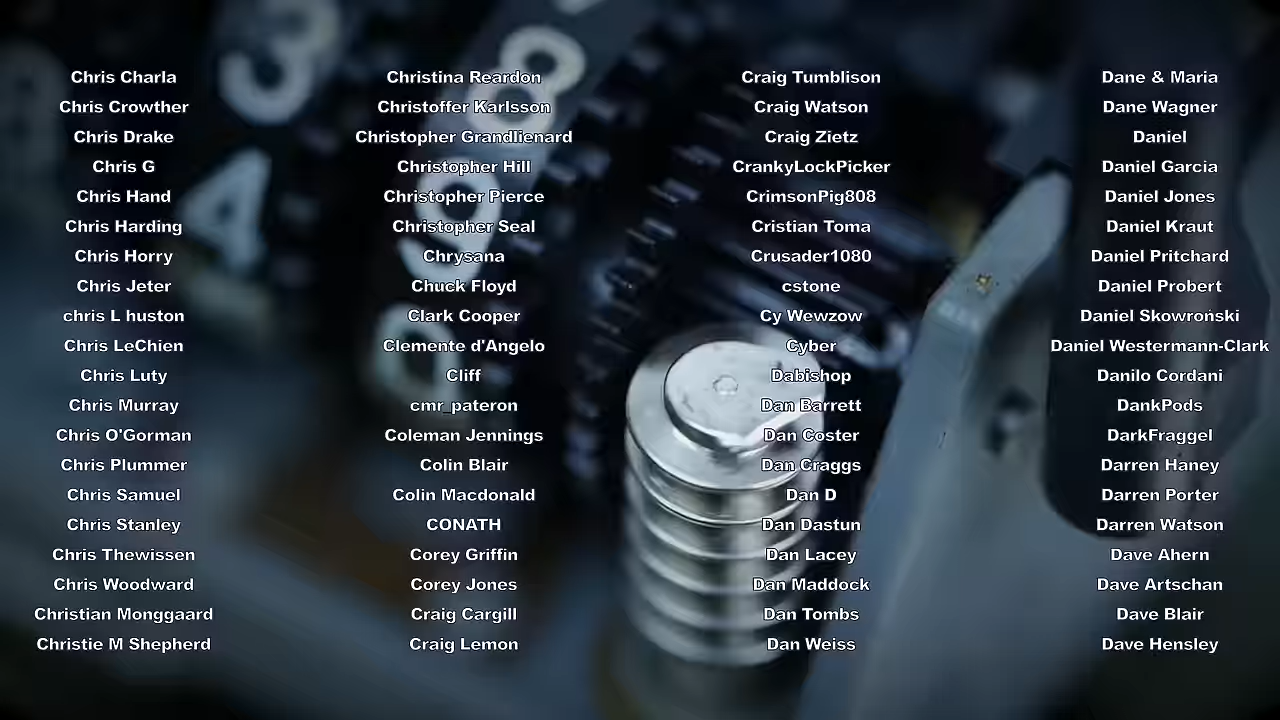 Chris Charla
Chris Crowther
Chris Drake
Chris G
Chris Hand
Chris Harding
Chris Horry
Chris Jeter
chris L huston
Chris LeChien
Chris Luty
Chris Murray
Chris O'Gorman
Chris Plummer
Chris Samuel
Chris Stanley
Chris Thewissen
Chris Woodward
Christian Monggaard
Christie M Shepherd
Christina Reardon
Christoffer Karlsson
Christopher Grandlienard
Christopher Hill
Christopher Pierce
Christopher Seal
Chrysana
Chuck Floyd
Clark Cooper
Clemente d'Angelo
Cliff
cmr_pateron
Coleman Jennings
Colin Blair
Colin Macdonald
CONATH
Corey Griffin
Corey Jones
Craig Cargill
Craig Lemon
Craig Tumblison
Craig Watson
Craig Zietz
CrankyLockPicker
CrimsonPig808
Cristian Toma
Crusader1080
cstone
Cy Wewzow
Cyber
Dabishop
Dan Barrett
Dan Coster
Dan Craggs
Dan D
Dan Dastun
Dan Lacey
Dan Maddock
Dan Tombs
Dan Weiss
Dane & Maria
Dane Wagner
Daniel
Daniel Garcia
Daniel Jones
Daniel Kraut
Daniel Pritchard
Daniel Probert
Daniel Skowroński
Daniel Westermann-Clark
Danilo Cordani
DankPods
DarkFraggel
Darren Haney
Darren Porter
Darren Watson
Dave Ahern
Dave Artschan
Dave Blair
Dave Hensley
3
4
8